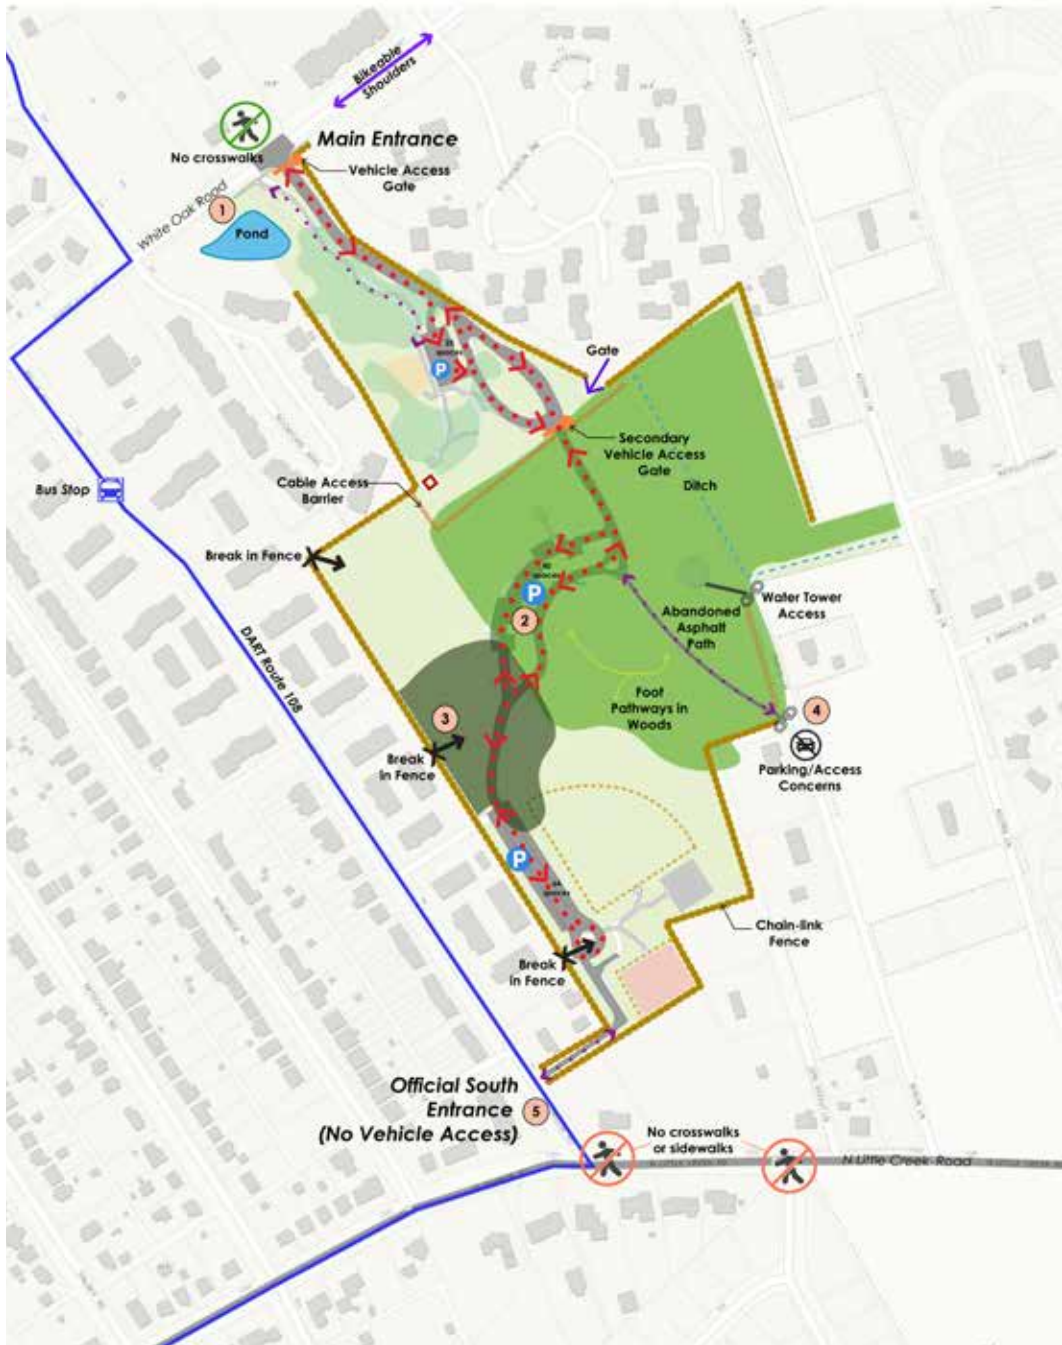 Bikeable
Shoulders
Main Entrance
No crosswalks
Vehicle Access
Gate
1
White Oak Road
Pond
P
Gate
Secondary
Vehicle Access
Gate
Cable Access
Barrier
Ditch
Bus Stop
Break in Fence
P
2
Abandoned
Asphalt
Path
Water Tower
Access
DART Route 108
Foot
Pathways in
Woods
3
4
Break
in Fence
Parking/Access
Concerns
P
Chain-link
Fence
Break
in Fence
Official South
Entrance
(No Vehicle Access)
5
No crosswalks
or sidewalks
N Little Creek Road